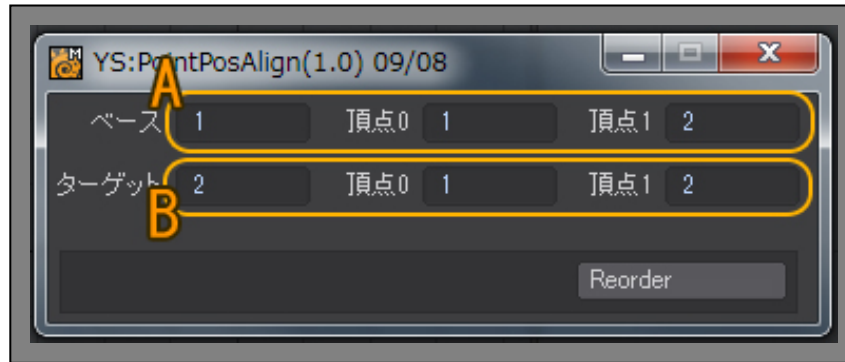 YS:PointPosAlign(1.0) 09/08
A
ベース 1 頂点0 1 頂点1 2
ターゲット 2 頂点0 1 頂点1 2
B
Reorder